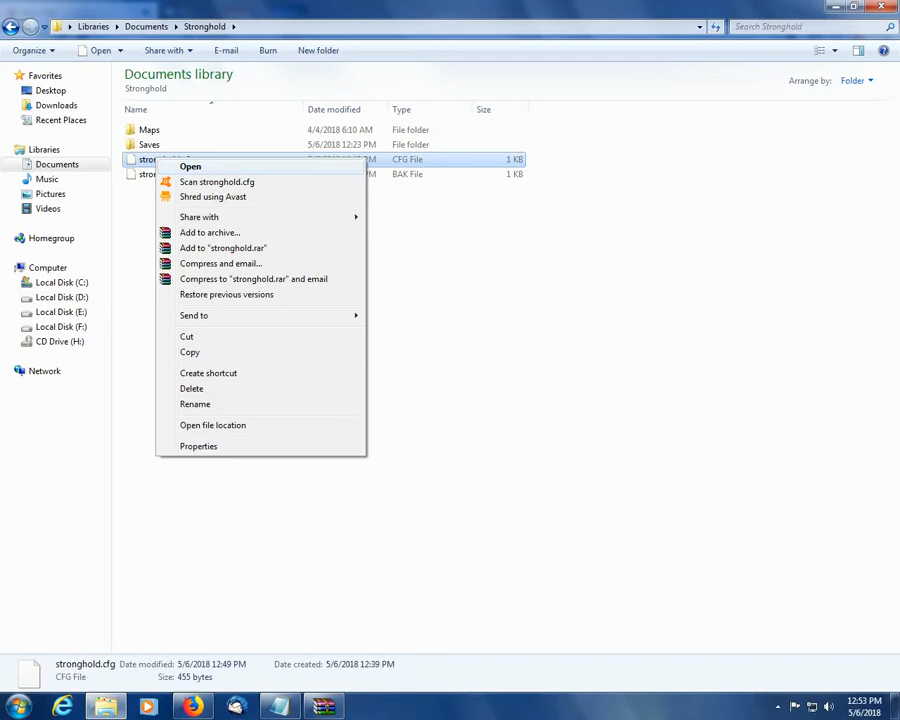 Libraries Documents Stronghold Search Stronghold
Organize Open Share with E-mail Burn New folder
Favorites
Desktop
Downloads
Recent Places
Libraries
Documents
Music
Pictures
Videos
Homegroup
Computer
Local Disk (C:)
Local Disk (D:)
Local Disk (E:)
Local Disk (F:)
CD Drive (H:)
Network
Documents library
Stronghold
Arrange by: Folder
Name Date modified Type Size
Maps 4/4/2018 6:10 AM File folder
Saves 5/6/2018 12:23 PM File folder
CFG File 1 KB
BAK File 1 KB
Open
Scan stronghold.cfg
Shred using Avast
Share with
Add to archive...
Add to "stronghold.rar"
Compress and email...
Compress to "stronghold.rar" and email
Restore previous versions
Send to
Cut
Copy
Create shortcut
Delete
Rename
Open file location
Properties
stronghold.cfg Date modified: 5/6/2018 12:49 PM Date created: 5/6/2018 12:39 PM
CFG File Size: 455 bytes
12:53 PM
5/6/2018